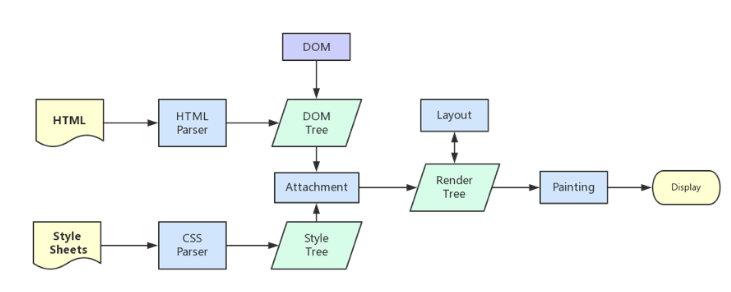 DOM
HTML
HTML
Parser
DOM
Tree
Layout
Attachment
Render
Tree
Painting
Display
Style
Sheets
CSS
Parser
Style
Tree